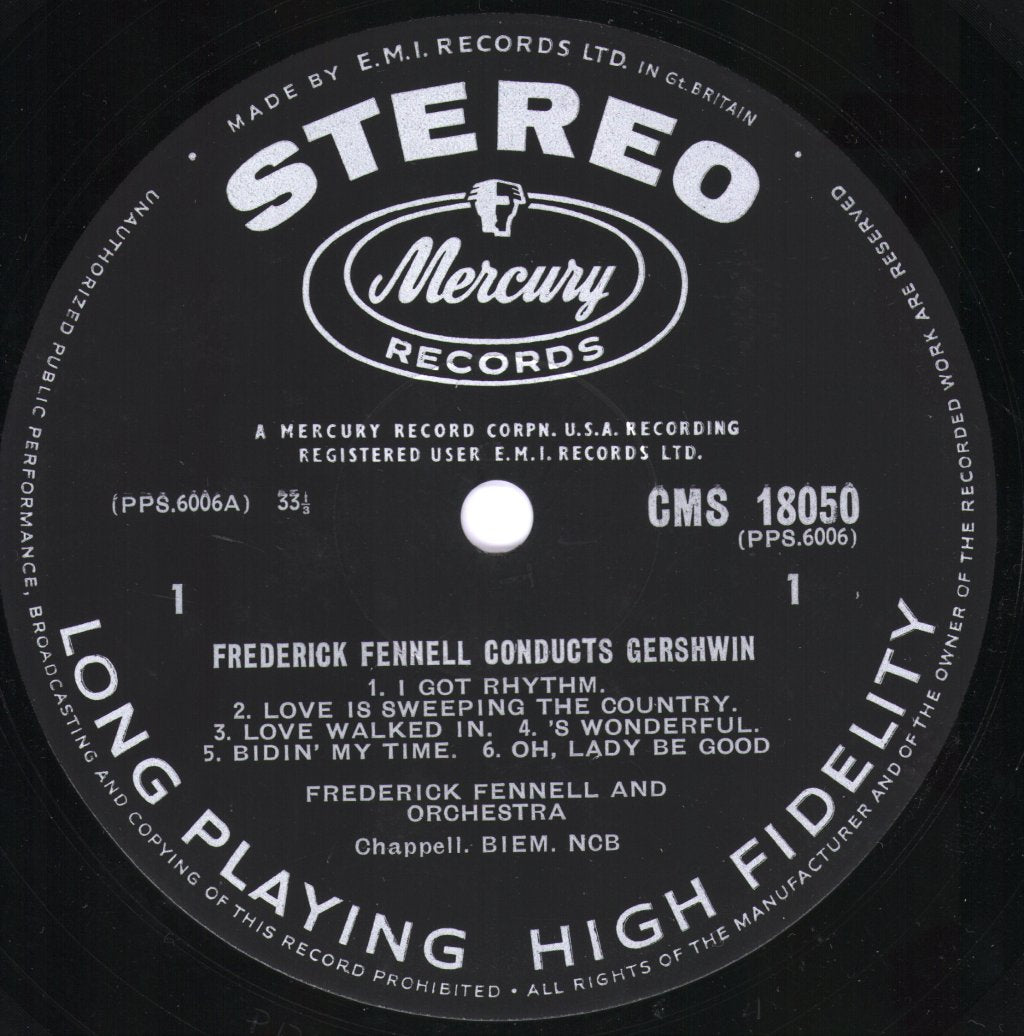 MADE BY E.M.I. RECORDS LTD. IN Gt. BRITAIN
STEREO
Mercury
RECORDS
A MERCURY RECORD CORPN. U.S.A. RECORDING
REGISTERED USER E.M.I. RECORDS LTD.
(PPS.6006A) 33⅓
CMS 18050
(PPS.6006)
1 1
FREDERICK FENNELL CONDUCTS GERSHWIN
1. I GOT RHYTHM.
2. LOVE IS SWEEPING THE COUNTRY.
3. LOVE WALKED IN. 4. 'S WONDERFUL.
5. BIDIN' MY TIME. 6. OH, LADY BE GOOD
FREDERICK FENNELL AND
ORCHESTRA
Chappell. BIEM. NCB
LONG PLAYING HIGH FIDELITY
UNAUTHORIZED PUBLIC PERFORMANCE, BROADCASTING AND COPYING OF THIS RECORD PROHIBITED • ALL RIGHTS OF THE MANUFACTURER AND OF THE OWNER OF THE RECORDED WORK ARE RESERVED